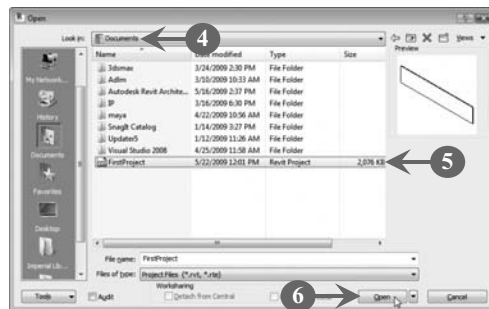 Open
Look in: Documents 4
Views
Name Date modified Type Size
Preview
3dsmax 3/24/2009 2:30 PM File Folder
Adlm 3/10/2009 10:33 AM File Folder
Autodesk Revit Archite... 5/16/2009 2:37 PM File Folder
IP 3/16/2009 6:30 PM File Folder
maya 4/22/2009 10:56 AM File Folder
SnagIt Catalog 1/14/2009 3:27 PM File Folder
Updater5 1/12/2009 11:26 AM File Folder
Visual Studio 2008 4/25/2009 11:58 AM File Folder
FirstProject 5/22/2009 12:01 PM Revit Project 2,076 KB 5
My Network...
History
Documents
Favorites
Desktop
Imperial Lib...
File name: FirstProject
Files of type: Project Files (*.rvt, *.rte)
Worksharing
Tools Audit Detach from Central 6 Open Cancel